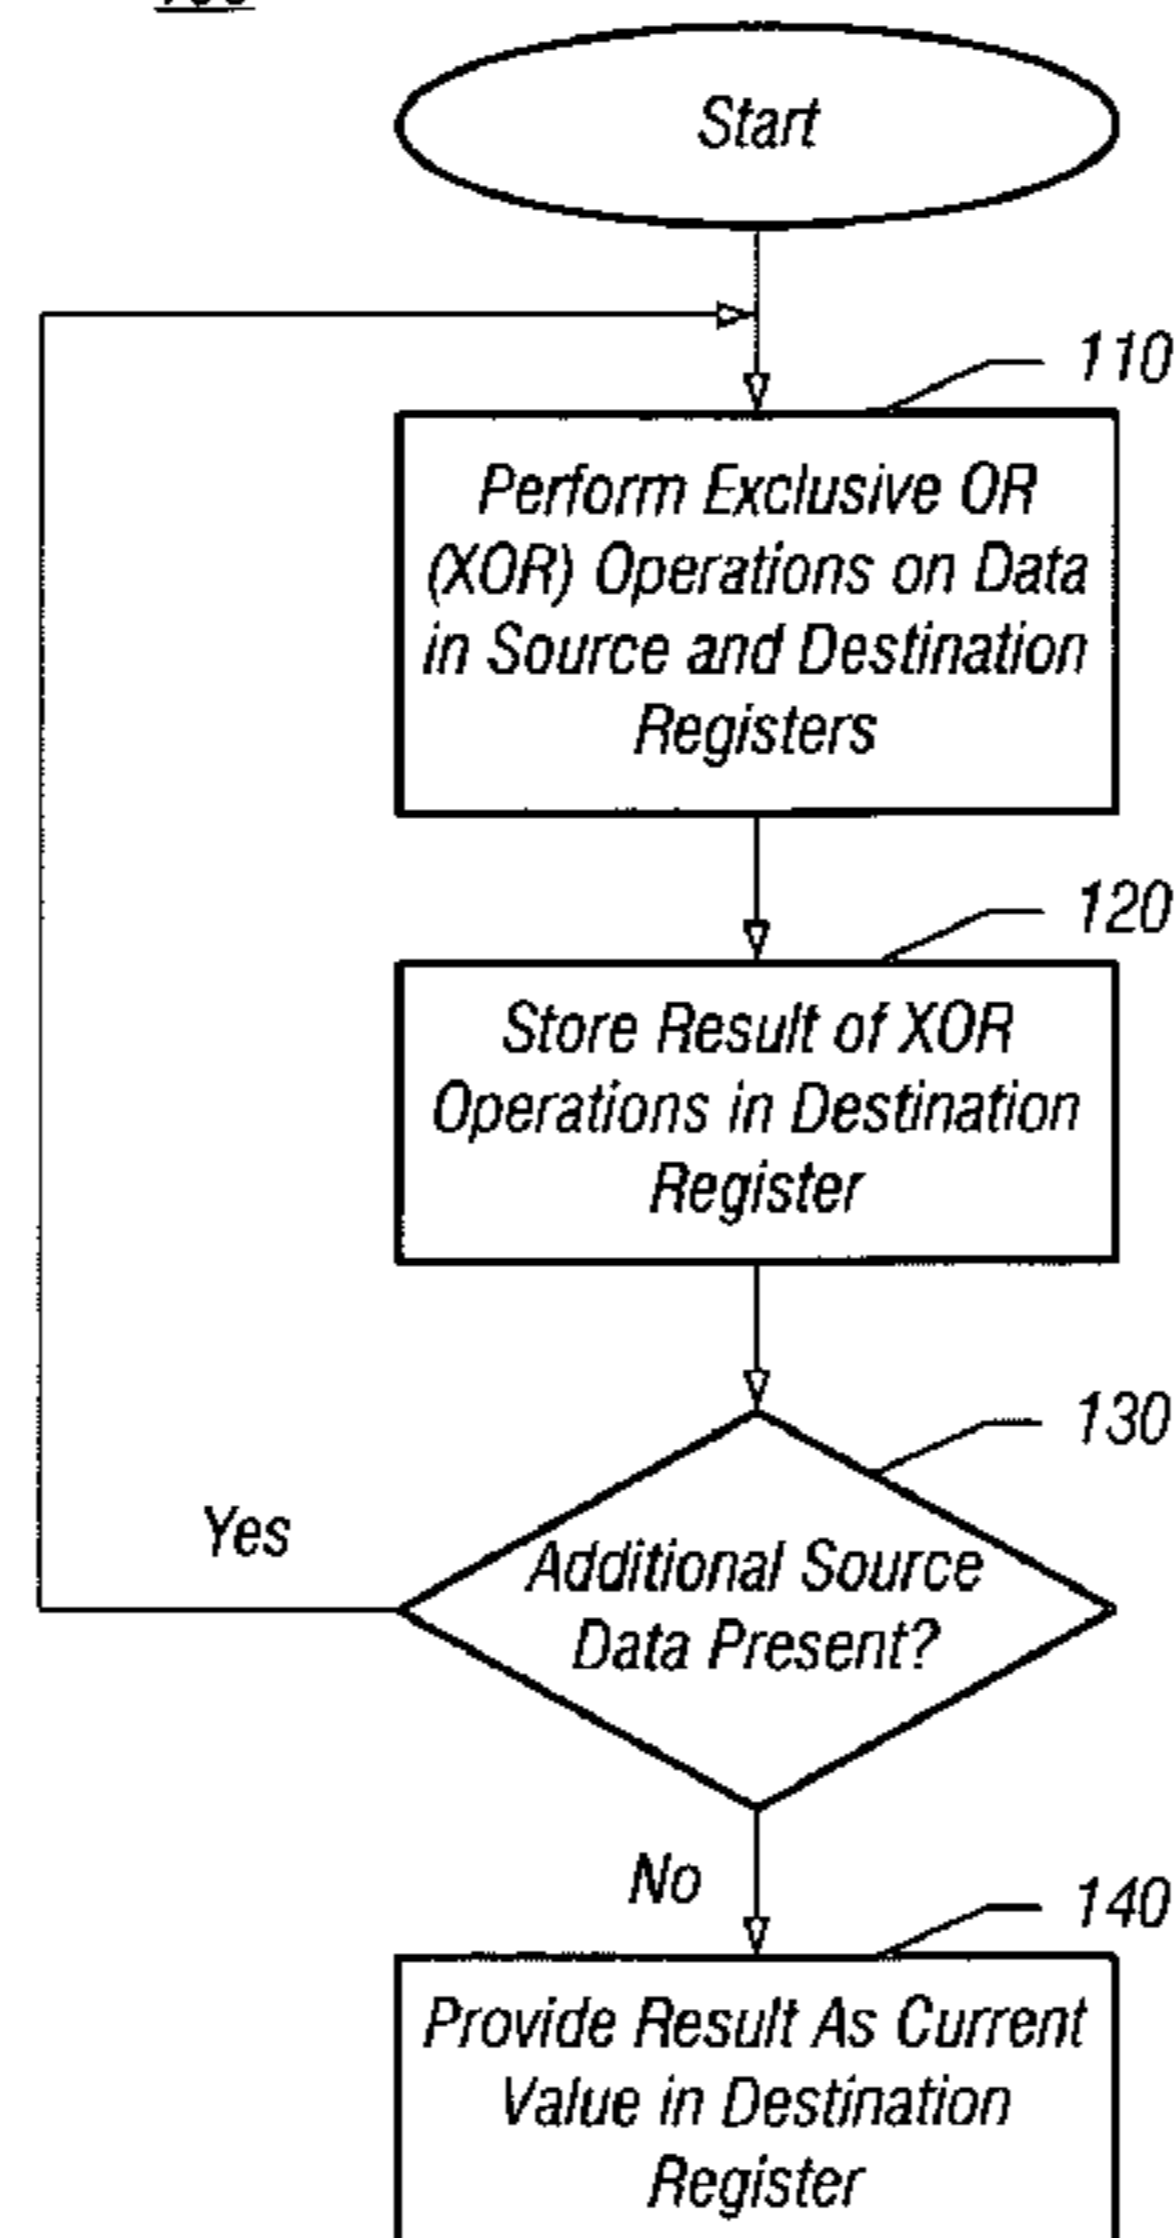 Start
110
Perform Exclusive OR
(XOR) Operations on Data
in Source and Destination
Registers
120
Store Result of XOR
Operations in Destination
Register
130
Additional Source
Data Present?
Yes
No
140
Provide Result As Current
Value in Destination
Register